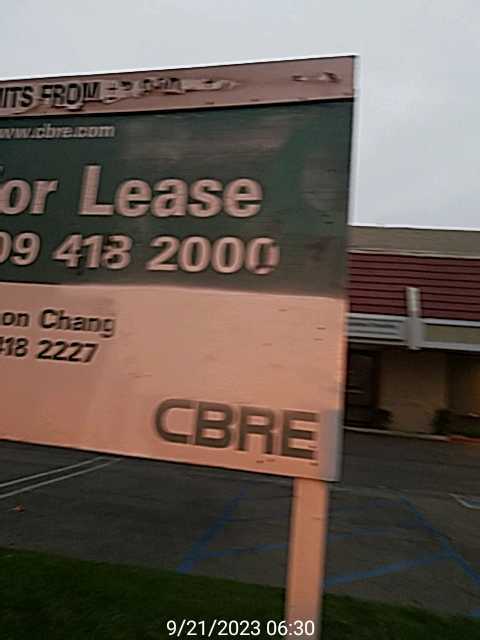 ITS FROM
www.cbre.com
or Lease
09 418 2000
on Chang
418 2227
CBRE
9/21/2023 06:30